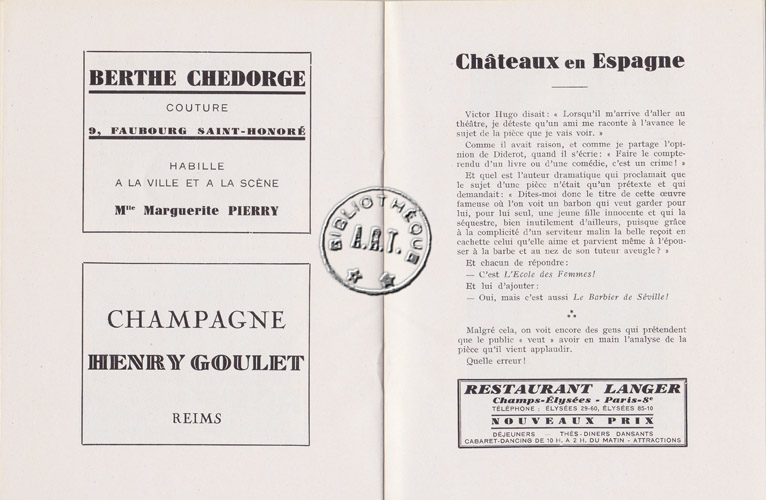 BERTHE CHEDORGE
COUTURE
9, FAUBOURG SAINT-HONORÉ
HABILLE
A LA VILLE ET A LA SCÈNE
Mlle Marguerite PIERRY
CHAMPAGNE
HENRY GOULET
REIMS
BIBLIOTHÈQUE
A.R.T.
Châteaux en Espagne
Victor Hugo disait : « Lorsqu'il m'arrive d'aller au
théâtre, je déteste qu'un ami me raconte à l'avance le
sujet de la pièce que je vais voir. »
Comme il avait raison, et comme je partage l'opi-
nion de Diderot, quand il s'écrie : « Faire le compte-
rendu d'un livre ou d'une comédie, c'est un crime ! »
Et quel est l'auteur dramatique qui proclamait que
le sujet d'une pièce n'était qu'un prétexte et qui
demandait : « Dites-moi donc le titre de cette œuvre
fameuse où l'on voit un barbon qui veut garder pour
lui, pour lui seul, une jeune fille innocente et qui la
séquestre, bien inutilement d'ailleurs, puisque grâce
à la complicité d'un serviteur malin la belle reçoit en
cachette celui qu'elle aime et parvient même à l'épou-
ser à la barbe et au nez de son tuteur aveugle ? »
Et chacun de répondre :
— C'est L'Ecole des Femmes!
Et lui d'ajouter :
— Oui, mais c'est aussi Le Barbier de Séville!
Malgré cela, on voit encore des gens qui prétendent
que le public « veut » avoir en main l'analyse de la
pièce qu'il vient applaudir.
Quelle erreur !
RESTAURANT LANGER
Champs-Élysées - Paris-8e
TÉLÉPHONE : ÉLYSÉES 29-60, ÉLYSÉES 85-10
NOUVEAUX PRIX
DÉJEUNERS — THÉS-DINERS DANSANTS
CABARET-DANCING DE 10 H. A 2 H. DU MATIN - ATTRACTIONS